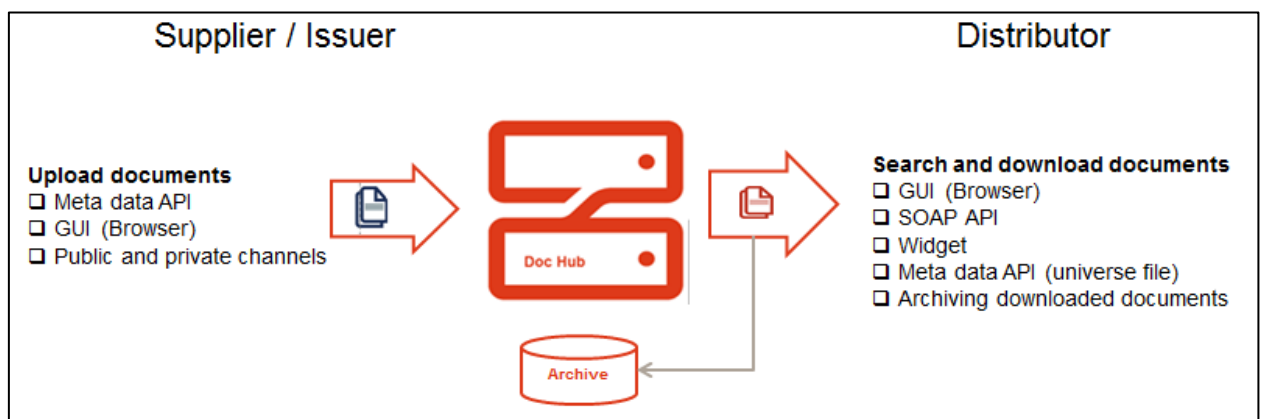 Supplier / Issuer
Distributor
Upload documents
Meta data API
GUI (Browser)
Public and private channels
Doc Hub
Archive
Search and download documents
GUI (Browser)
SOAP API
Widget
Meta data API (universe file)
Archiving downloaded documents